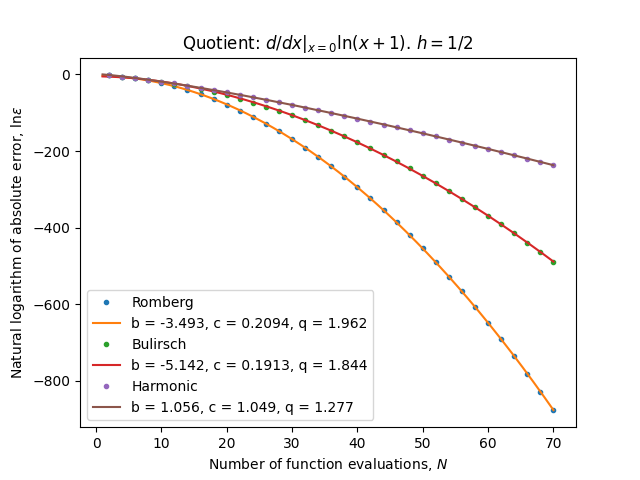 Quotient: d/dx|ₓ₌₀ln(x + 1). h = 1/2
Natural logarithm of absolute error, lnε
0
−200
−400
−600
−800
Romberg
b = -3.493, c = 0.2094, q = 1.962
Bulirsch
b = -5.142, c = 0.1913, q = 1.844
Harmonic
b = 1.056, c = 1.049, q = 1.277
0 10 20 30 40 50 60 70
Number of function evaluations, N